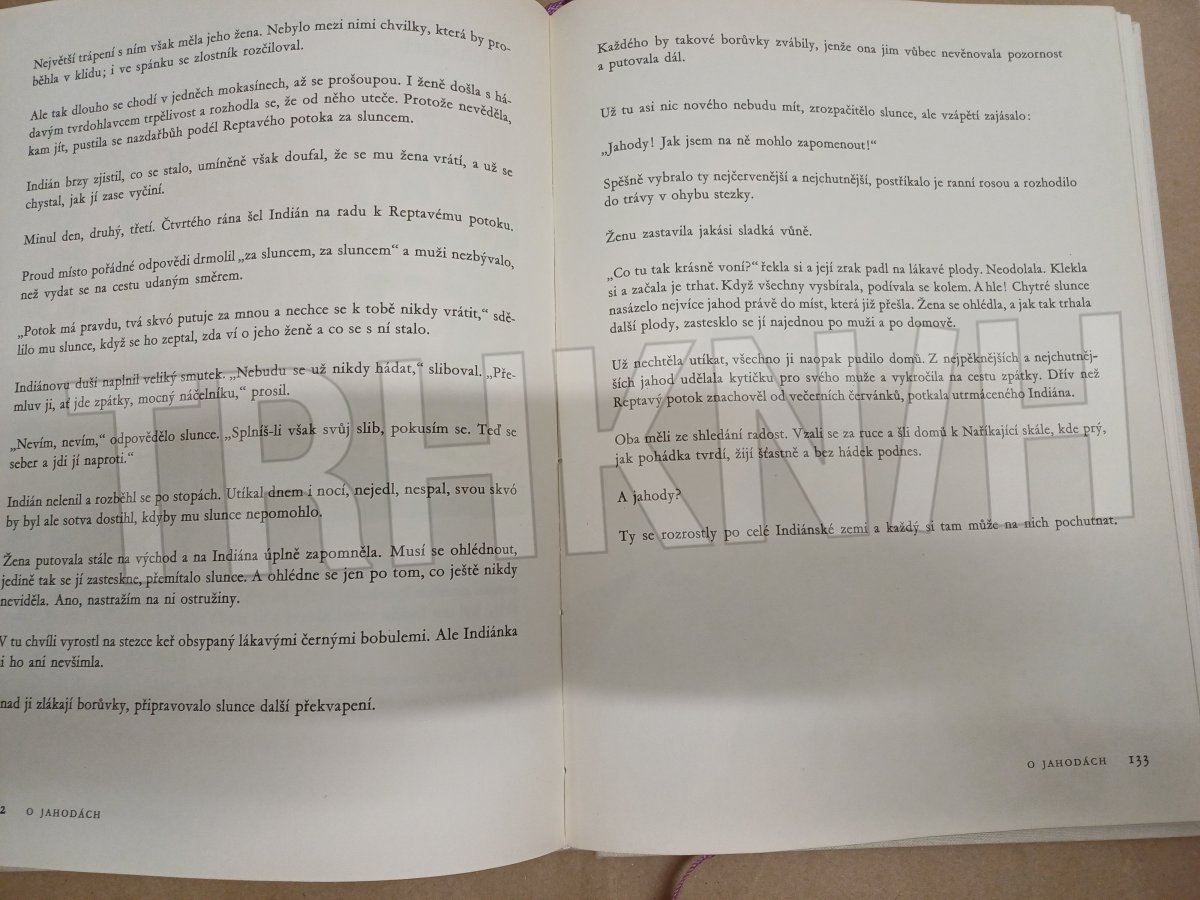 Největší trápení s ním však měla jeho žena. Nebylo mezi nimi chvilky, která by pro-
běhla v klidu; i ve spánku se zlostník rozčiloval.
Ale tak dlouho se chodí v jedněch mokasínech, až se prošoupou. I ženě došla s há-
davým tvrdohlavcem trpělivost a rozhodla se, že od něho uteče. Protože nevěděla,
kam jít, pustila se nazdařbůh podél Reptavého potoka za sluncem.
Indián brzy zjistil, co se stalo, umíněně však doufal, že se mu žena vrátí, a už se
chystal, jak jí zase vyčiní.
Minul den, druhý, třetí. Čtvrtého rána šel Indián na radu k Reptavému potoku.
Proud místo pořádné odpovědi drmolil „za sluncem, za sluncem“ a muži nezbývalo,
než vydat se na cestu udaným směrem.
„Potok má pravdu, tvá skvó putuje za mnou a nechce se k tobě nikdy vrátit,“ sdě-
lilo mu slunce, když se ho zeptal, zda ví o jeho ženě a co se s ní stalo.
Indiánovu duši naplnil veliký smutek. „Nebudu se už nikdy hádat,“ sliboval. „Pře-
mluv ji, ať jde zpátky, mocný náčelníku,“ prosil.
„Nevím, nevím,“ odpovědělo slunce. „Splníš-li však svůj slib, pokusím se. Teď se
seber a jdi jí naproti.“
Indián nelenil a rozběhl se po stopách. Utíkal dnem i nocí, nejedl, nespal, svou skvó
by byl ale sotva dostihl, kdyby mu slunce nepomohlo.
Žena putovala stále na východ a na Indiána úplně zapomněla. Musí se ohlédnout,
jedině tak se jí zasteskne, přemítalo slunce. A ohlédne se jen po tom, co ještě nikdy
neviděla. Ano, nastražím na ni ostružiny.
V tu chvíli vyrostl na stezce keř obsypaný lákavými černými bobulemi. Ale Indiánka
si ho ani nevšimla.
nad ji zlákají borůvky, připravovalo slunce další překvapení.
2 O JAHODÁCH
Každého by takové borůvky zvábily, jenže ona jim vůbec nevěnovala pozornost
a putovala dál.
Už tu asi nic nového nebudu mít, zrozpačitělo slunce, ale vzápětí zajásalo:
„Jahody! Jak jsem na ně mohlo zapomenout!“
Spěšně vybralo ty nejčervenější a nejchutnější, postříkalo je ranní rosou a rozhodilo
do trávy v ohybu stezky.
Ženu zastavila jakási sladká vůně.
„Co tu tak krásně voní?“ řekla si a její zrak padl na lákavé plody. Neodolala. Klekla
si a začala je trhat. Když všechny vysbírala, podívala se kolem. A hle! Chytré slunce
nasázelo nejvíce jahod právě do míst, která již přešla. Žena se ohlédla, a jak tak trhala
další plody, zastesklo se jí najednou po muži a po domově.
Už nechtěla utíkat, všechno ji naopak pudilo domů. Z nejpěknějších a nejchutněj-
ších jahod udělala kytičku pro svého muže a vykročila na cestu zpátky. Dřív než
Reptavý potok znachověl od večerních červánků, potkala utrmáceného Indiána.
Oba měli ze shledání radost. Vzali se za ruce a šli domů k Naříkající skále, kde prý,
jak pohádka tvrdí, žijí šťastně a bez hádek podnes.
A jahody?
Ty se rozrostly po celé Indiánské zemi a každý si tam může na nich pochutnat.
O JAHODÁCH 133
TRHKNIH